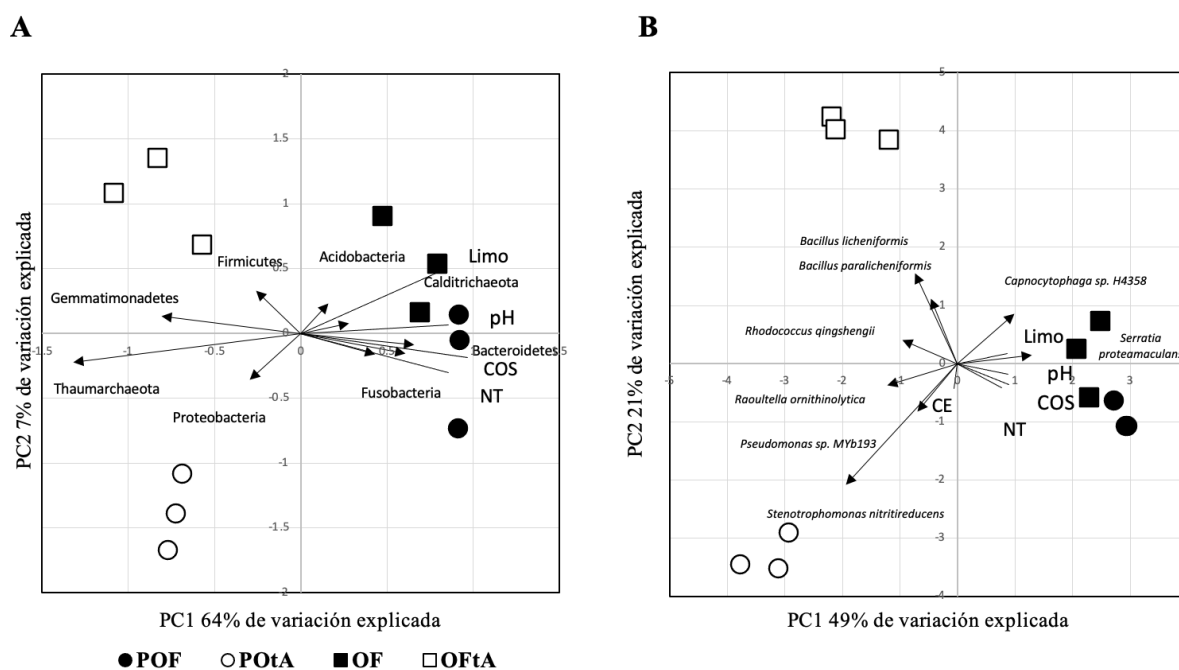 A
B
2
1.5
1
0.5
0
-0.5
-1
-1.5
-2
-1.5
-1
-0.5
0.5
1.5
Firmicutes
Acidobacteria
Limo
Calditrichaeota
Gemmatimonadetes
pH
Bacteroidetes
COS
Thaumarchaeota
Fusobacteria
NT
Proteobacteria
PC2 7% de variación explicada
PC1 64% de variación explicada
5
4
3
2
1
0
-1
-2
-3
-4
-5
-4
-3
-2
-1
0
1
2
3
Bacillus licheniformis
Bacillus paralicheniformis
Capnocytophaga sp. H4358
Rhodococcus qingshengii
Limo
Serratia
proteamaculans
pH
Raoultella ornithinolytica
CE
COS
NT
Pseudomonas sp. MYb193
Stenotrophomonas nitritireducens
PC2 21% de variación explicada
PC1 49% de variación explicada
POF POtA OF OFtA